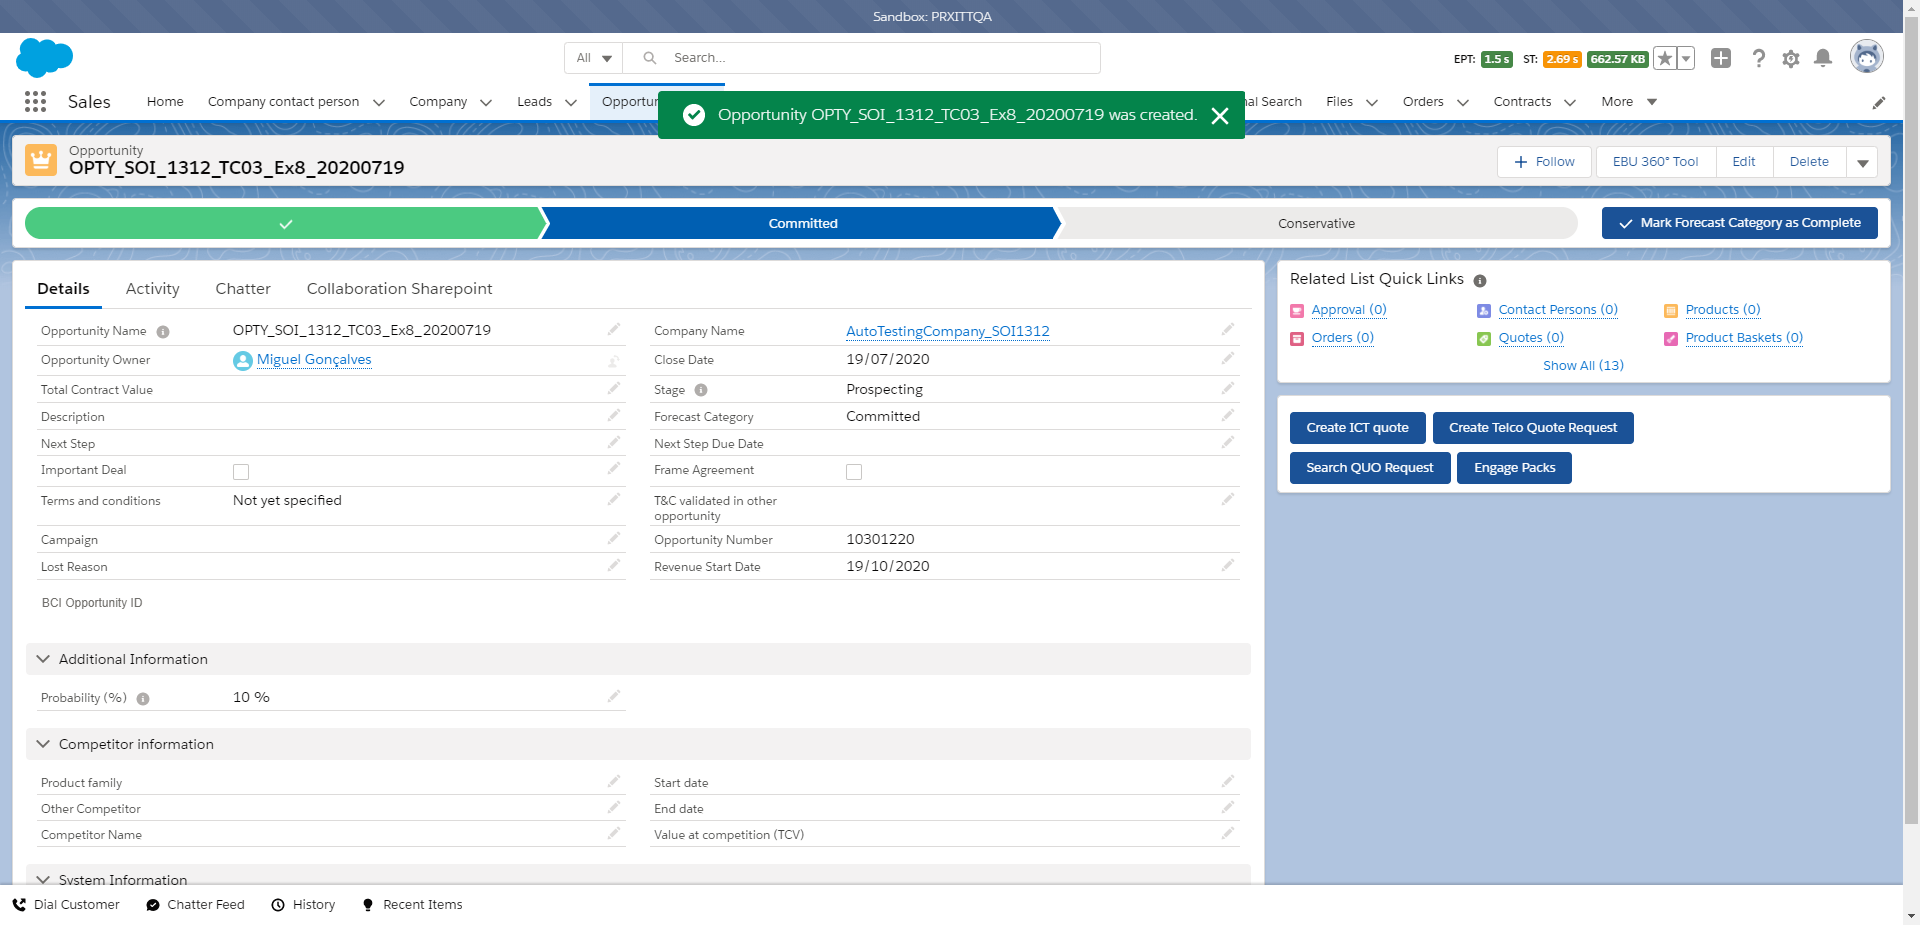 Sandbox: PRXITTQA
All
Search...
EPT: 1.5 s ST: 2.69 s 662.57 KB
Sales
Home
Company contact person
Company
Leads
Opportun
nal Search
Files
Orders
Contracts
More
Opportunity OPTY_SOI_1312_TC03_Ex8_20200719 was created.
Opportunity
OPTY_SOI_1312_TC03_Ex8_20200719
Follow
EBU 360° Tool
Edit
Delete
Committed
Conservative
Mark Forecast Category as Complete
Details
Activity
Chatter
Collaboration Sharepoint
Opportunity Name OPTY_SOI_1312_TC03_Ex8_20200719
Company Name AutoTestingCompany_SOI1312
Opportunity Owner Miguel Gonçalves
Close Date 19/07/2020
Total Contract Value
Stage Prospecting
Description
Forecast Category Committed
Next Step
Next Step Due Date
Important Deal
Frame Agreement
Terms and conditions Not yet specified
T&C validated in other
opportunity
Campaign
Opportunity Number 10301220
Lost Reason
Revenue Start Date 19/10/2020
BCI Opportunity ID
Additional Information
Probability (%) 10 %
Competitor information
Product family
Start date
Other Competitor
End date
Competitor Name
Value at competition (TCV)
System Information
Related List Quick Links
Approval (0)
Contact Persons (0)
Products (0)
Orders (0)
Quotes (0)
Product Baskets (0)
Show All (13)
Create ICT quote
Create Telco Quote Request
Search QUO Request
Engage Packs
Dial Customer
Chatter Feed
History
Recent Items